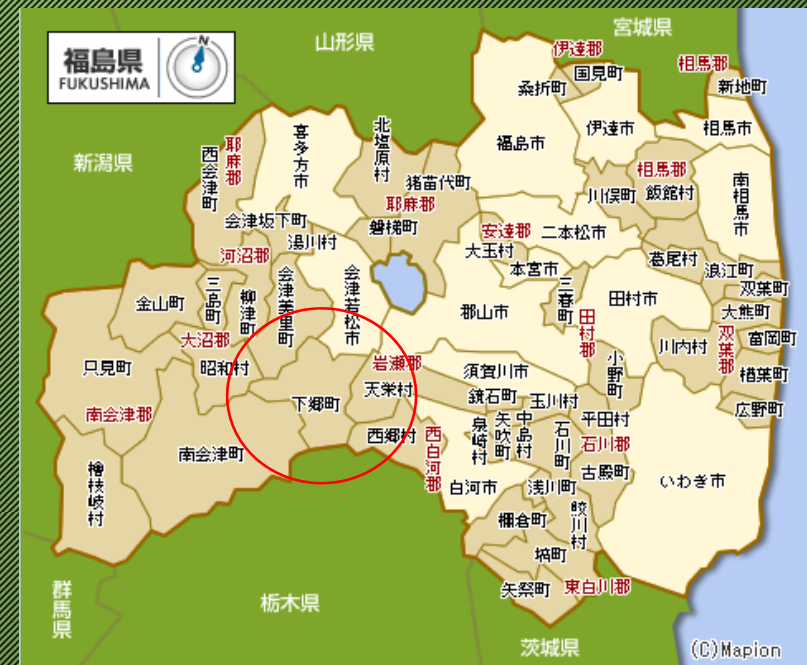 福島県
FUKUSHIMA
N
山形県
宮城県
新潟県
伊達郡
国見町
桑折町
相馬郡
新地町
福島市
伊達市
相馬市
喜多方市
北塩原村
耶麻郡
西会津町
猪苗代町
耶麻郡
磐梯町
相馬郡
飯館村
川俣町
南相馬市
会津坂下町
湯川村
河沼郡
安達郡
大玉村
二本松市
本宮市
葛尾村
浪江町
双葉町
大熊町
金山町
三島町
柳津町
会津美里町
会津若松市
郡山市
三春町
田村市
田村郡
双葉郡
富岡町
大沼郡
昭和村
只見町
岩瀬郡
天栄村
須賀川市
小野町
川内村
楢葉町
広野町
鏡石町
玉川村
南会津郡
下郷町
西郷村
西白河郡
泉崎村
矢吹町
中島村
石川町
平田村
石川郡
古殿町
南会津町
檜枝岐村
白河市
浅川町
鮫川村
いわき市
棚倉町
塙町
矢祭町
東白川郡
群馬県
栃木県
茨城県
(C)Mapion